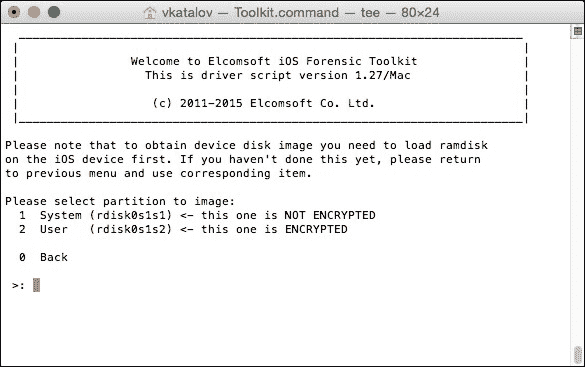 vkatalov — Toolkit.command — tee — 80×24
Welcome to Elcomsoft iOS Forensic Toolkit
This is driver script version 1.27/Mac
(c) 2011-2015 Elcomsoft Co. Ltd.
Please note that to obtain device disk image you need to load ramdisk
on the iOS device first. If you haven't done this yet, please return
to previous menu and use corresponding item.
Please select partition to image:
1 System (rdisk0s1s1) <- this one is NOT ENCRYPTED
2 User (rdisk0s1s2) <- this one is ENCRYPTED
0 Back
>: